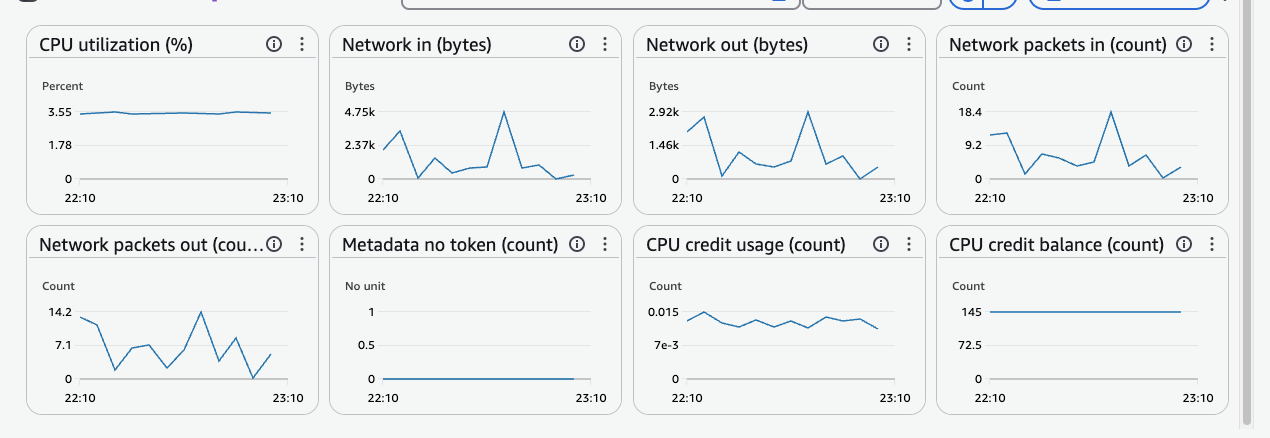 CPU utilization (%)
Percent
3.55
1.78
0
22:10
23:10
Network in (bytes)
Bytes
4.75k
2.37k
0
22:10
23:10
Network out (bytes)
Bytes
2.92k
1.46k
0
22:10
23:10
Network packets in (count)
Count
18.4
9.2
0
22:10
23:10
Network packets out (cou…
Count
14.2
7.1
0
22:10
23:10
Metadata no token (count)
No unit
1
0.5
0
22:10
23:10
CPU credit usage (count)
Count
0.015
7e-3
0
22:10
23:10
CPU credit balance (count)
Count
145
72.5
0
22:10
23:10